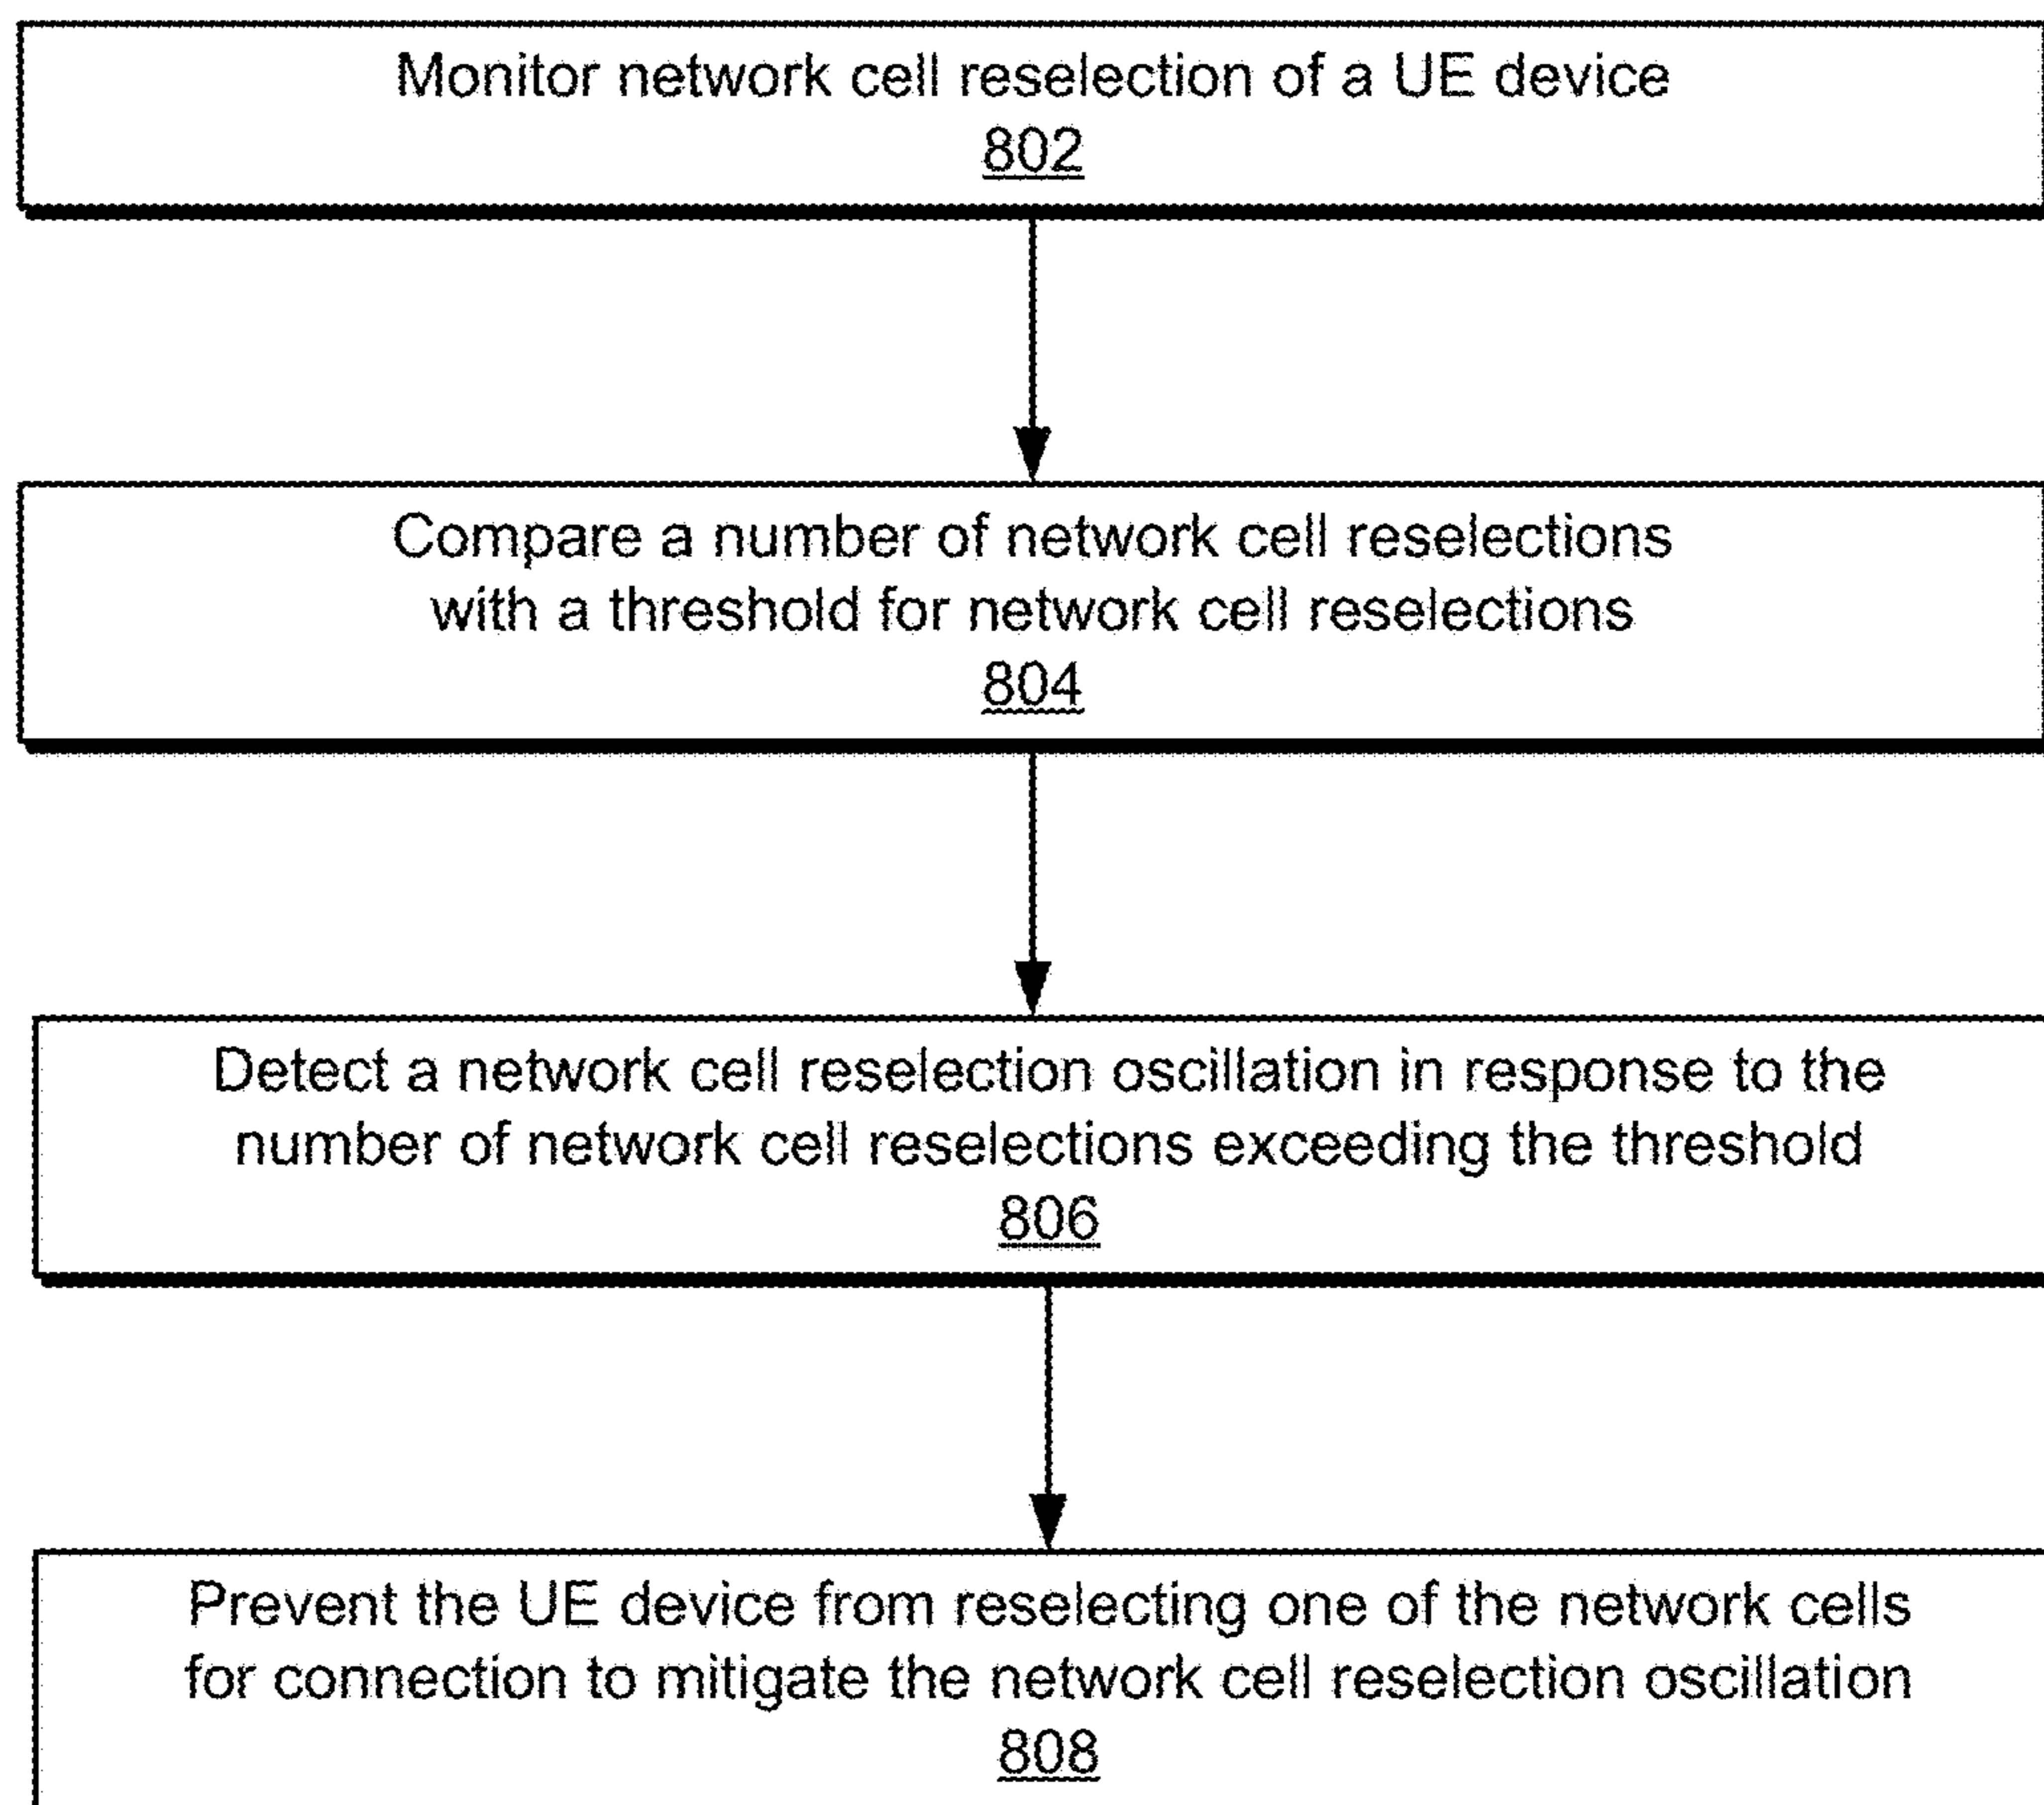 Monitor network cell reselection of a UE device
802
Compare a number of network cell reselections
with a threshold for network cell reselections
804
Detect a network cell reselection oscillation in response to the
number of network cell reselections exceeding the threshold
806
Prevent the UE device from reselecting one of the network cells
for connection to mitigate the network cell reselection oscillation
808